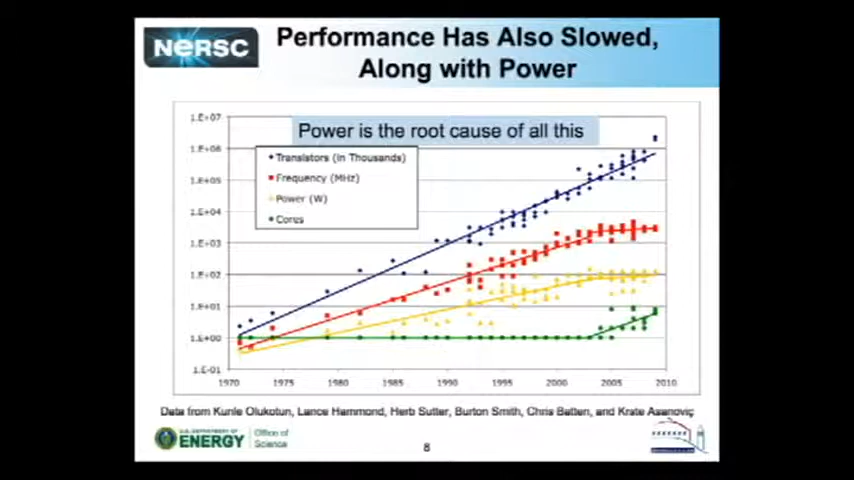 NERSC
Performance Has Also Slowed,
Along with Power
Power is the root cause of all this
Transistors (in Thousands)
Frequency (MHz)
Power (W)
Cores
1.E+07
1.E+06
1.E+05
1.E+04
1.E+03
1.E+02
1.E+01
1.E+00
1.E-01
1970
1975
1980
1985
1990
1995
2000
2005
2010
Data from Kunle Olukotun, Lance Hammond, Herb Sutter, Burton Smith, Chris Batten, and Krste Asanoviç
U.S. DEPARTMENT OF
ENERGY
Office of
Science
8